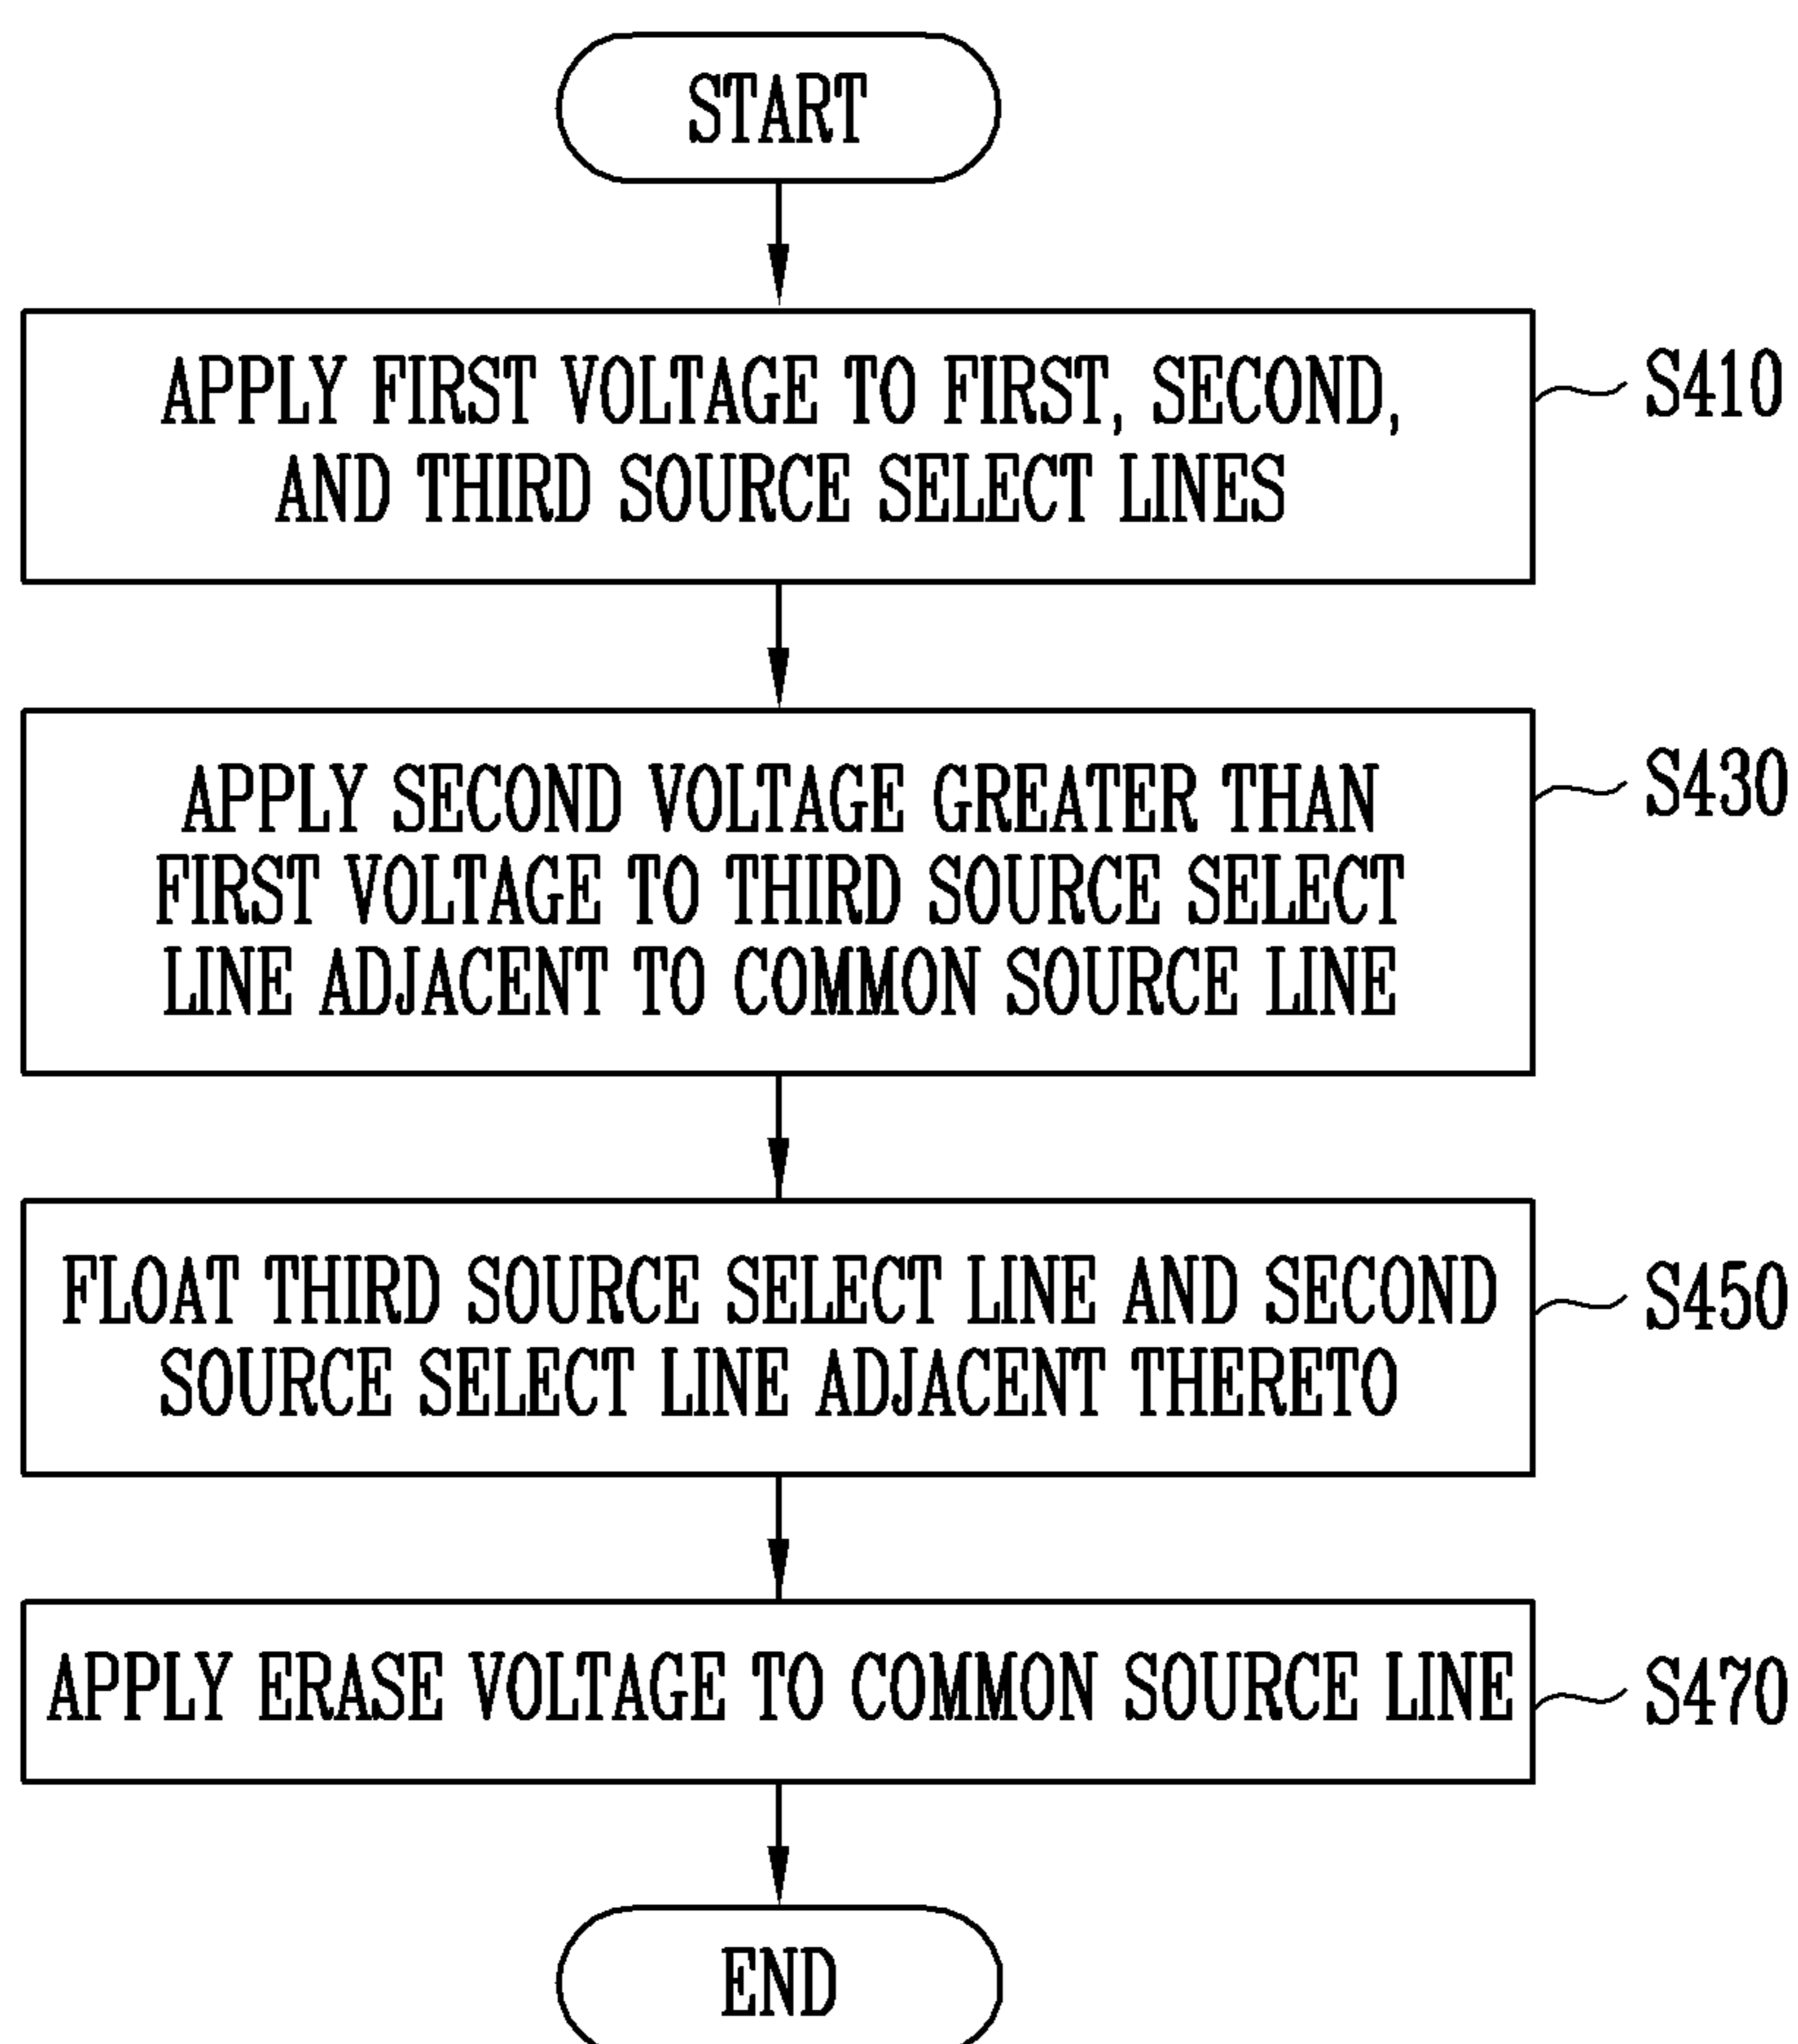 START
APPLY FIRST VOLTAGE TO FIRST, SECOND,
AND THIRD SOURCE SELECT LINES
S410
APPLY SECOND VOLTAGE GREATER THAN
FIRST VOLTAGE TO THIRD SOURCE SELECT
LINE ADJACENT TO COMMON SOURCE LINE
S430
FLOAT THIRD SOURCE SELECT LINE AND SECOND
SOURCE SELECT LINE ADJACENT THERETO
S450
APPLY ERASE VOLTAGE TO COMMON SOURCE LINE
S470
END